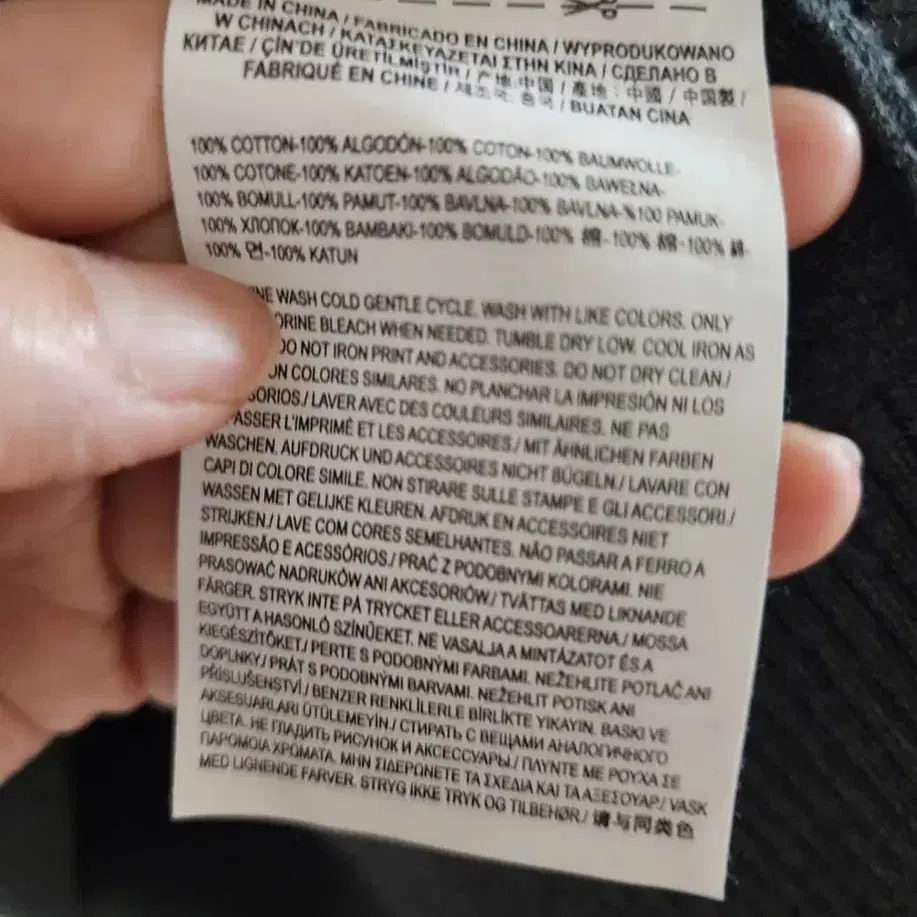 MADE IN CHINA / FABRICADO EN CHINA / WYPRODUKOWANO
W CHINACH / ΚΑΤΑΣΚΕΥΑΖΕΤΑΙ ΣΤΗΝ ΚΙΝΑ / СДЕЛАНО В
КИТАЕ / ÇİN'DE ÜRETİLMİŞTİR / 产地:中国 / 產地:中國 / 中国製 /
FABRIQUÉ EN CHINE / 제조국: 중국 / BUATAN CINA
100% COTTON-100% ALGODÓN-100% COTON-100% BAUMWOLLE-
100% COTONE-100% KATOEN-100% ALGODÃO-100% BAWEŁNA-
100% BOMULL-100% PAMUT-100% BAVLNA-100% BAVLNA-%100 PAMUK-
100% ХЛОПОК-100% ΒΑΜΒΑΚΙ-100% BOMULD-100% 棉-100% 棉-100% 綿-
100% 면-100% KATUN
WASH COLD GENTLE CYCLE. WASH WITH LIKE COLORS. ONLY
BLEACH WHEN NEEDED. TUMBLE DRY LOW. COOL IRON AS
DO NOT IRON PRINT AND ACCESSORIES. DO NOT DRY CLEAN./
ON COLORES SIMILARES. NO PLANCHAR LA IMPRESIÓN NI LOS
/ LAVER AVEC DES COULEURS SIMILAIRES. NE PAS
L'IMPRIMÉ ET LES ACCESSOIRES./ MIT ÄHNLICHEN FARBEN
WASCHEN. AUFDRUCK UND ACCESSOIRES NICHT BÜGELN./ LAVARE CON
CAPI DI COLORE SIMILE. NON STIRARE SULLE STAMPE E GLI ACCESSORI./
WASSEN MET GELIJKE KLEUREN. AFDRUK EN ACCESSOIRES NIET
STRIJKEN./ LAVE COM CORES SEMELHANTES. NÃO PASSAR A FERRO A
IMPRESSÃO E ACESSÓRIOS./ PRAĆ Z PODOBNYMI KOLORAMI. NIE
PRASOWAĆ NADRUKÓW ANI AKCESORIÓW./ TVÄTTAS MED LIKNANDE
FÄRGER. STRYK INTE PÅ TRYCKET ELLER ACCESSOARERNA./ MOSSA
EGYÜTT A HASONLÓ SZÍNŰEKET. NE VASALJA A MINTÁZATOT ÉS A
KIEGÉSZÍTŐKET./ PERTE S PODOBNÝMI FARBAMI. NEŽEHLITE POTLAČ ANI
DOPLNKY./ PRÁT S PODOBNÝMI BARVAMI. NEŽEHLIT POTISK ANI
PŘÍSLUŠENSTVÍ./ BENZER RENKLİLERLE BİRLİKTE YIKAYIN. BASKI VE
AKSESUARLARI ÜTÜLEMEYİN./ СТИРАТЬ С ВЕЩАМИ АНАЛОГИЧНОГО
ЦВЕТА. НЕ ГЛАДИТЬ РИСУНОК И АКСЕССУАРЫ./ ΠΛΥΝΤΕ ΜΕ ΡΟΥΧΑ ΣΕ
ΠΑΡΟΜΟΙΑ ΧΡΩΜΑΤΑ. ΜΗΝ ΣΙΔΕΡΩΝΕΤΕ ΤΑ ΣΧΕΔΙΑ ΚΑΙ ΤΑ ΑΞΕΣΟΥΑΡ/ VASK
MED LIGNENDE FARVER. STRYG IKKE TRYK OG TILBEHØR./ 请与同类色